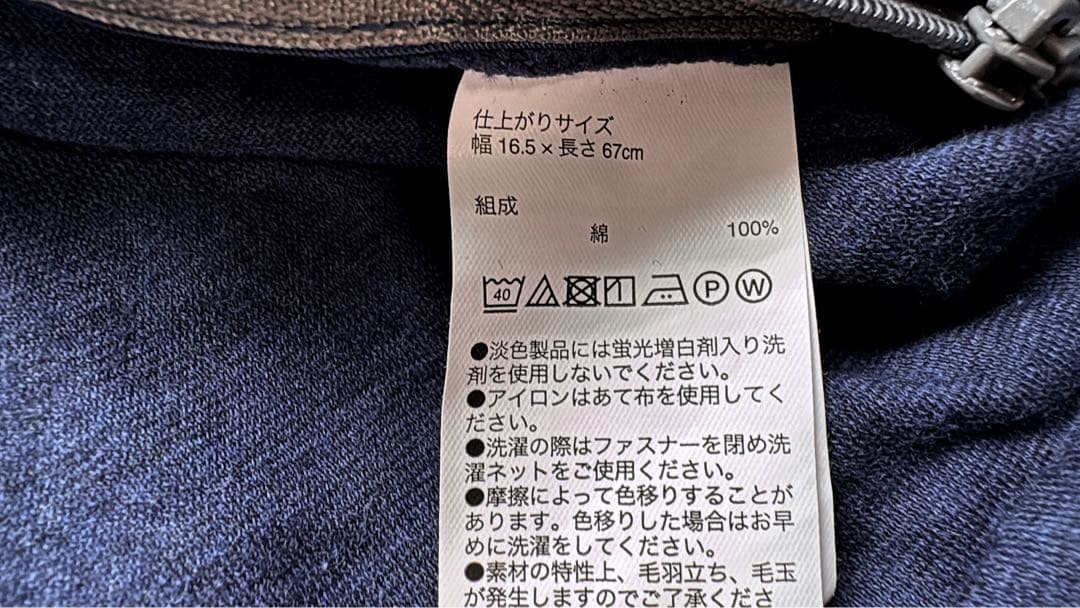 仕上がりサイズ
幅 16.5 × 長さ 67cm
組成
綿 100%
40 P W
●淡色製品には蛍光増白剤入り洗
剤を使用しないでください。
●アイロンはあて布を使用してく
ださい。
●洗濯の際はファスナーを閉め洗
濯ネットをご使用ください。
●摩擦によって色移りすることが
あります。色移りした場合はお早
めに洗濯をしてください。
●素材の特性上、毛羽立ち、毛玉
が発生しますのでご了承くださ